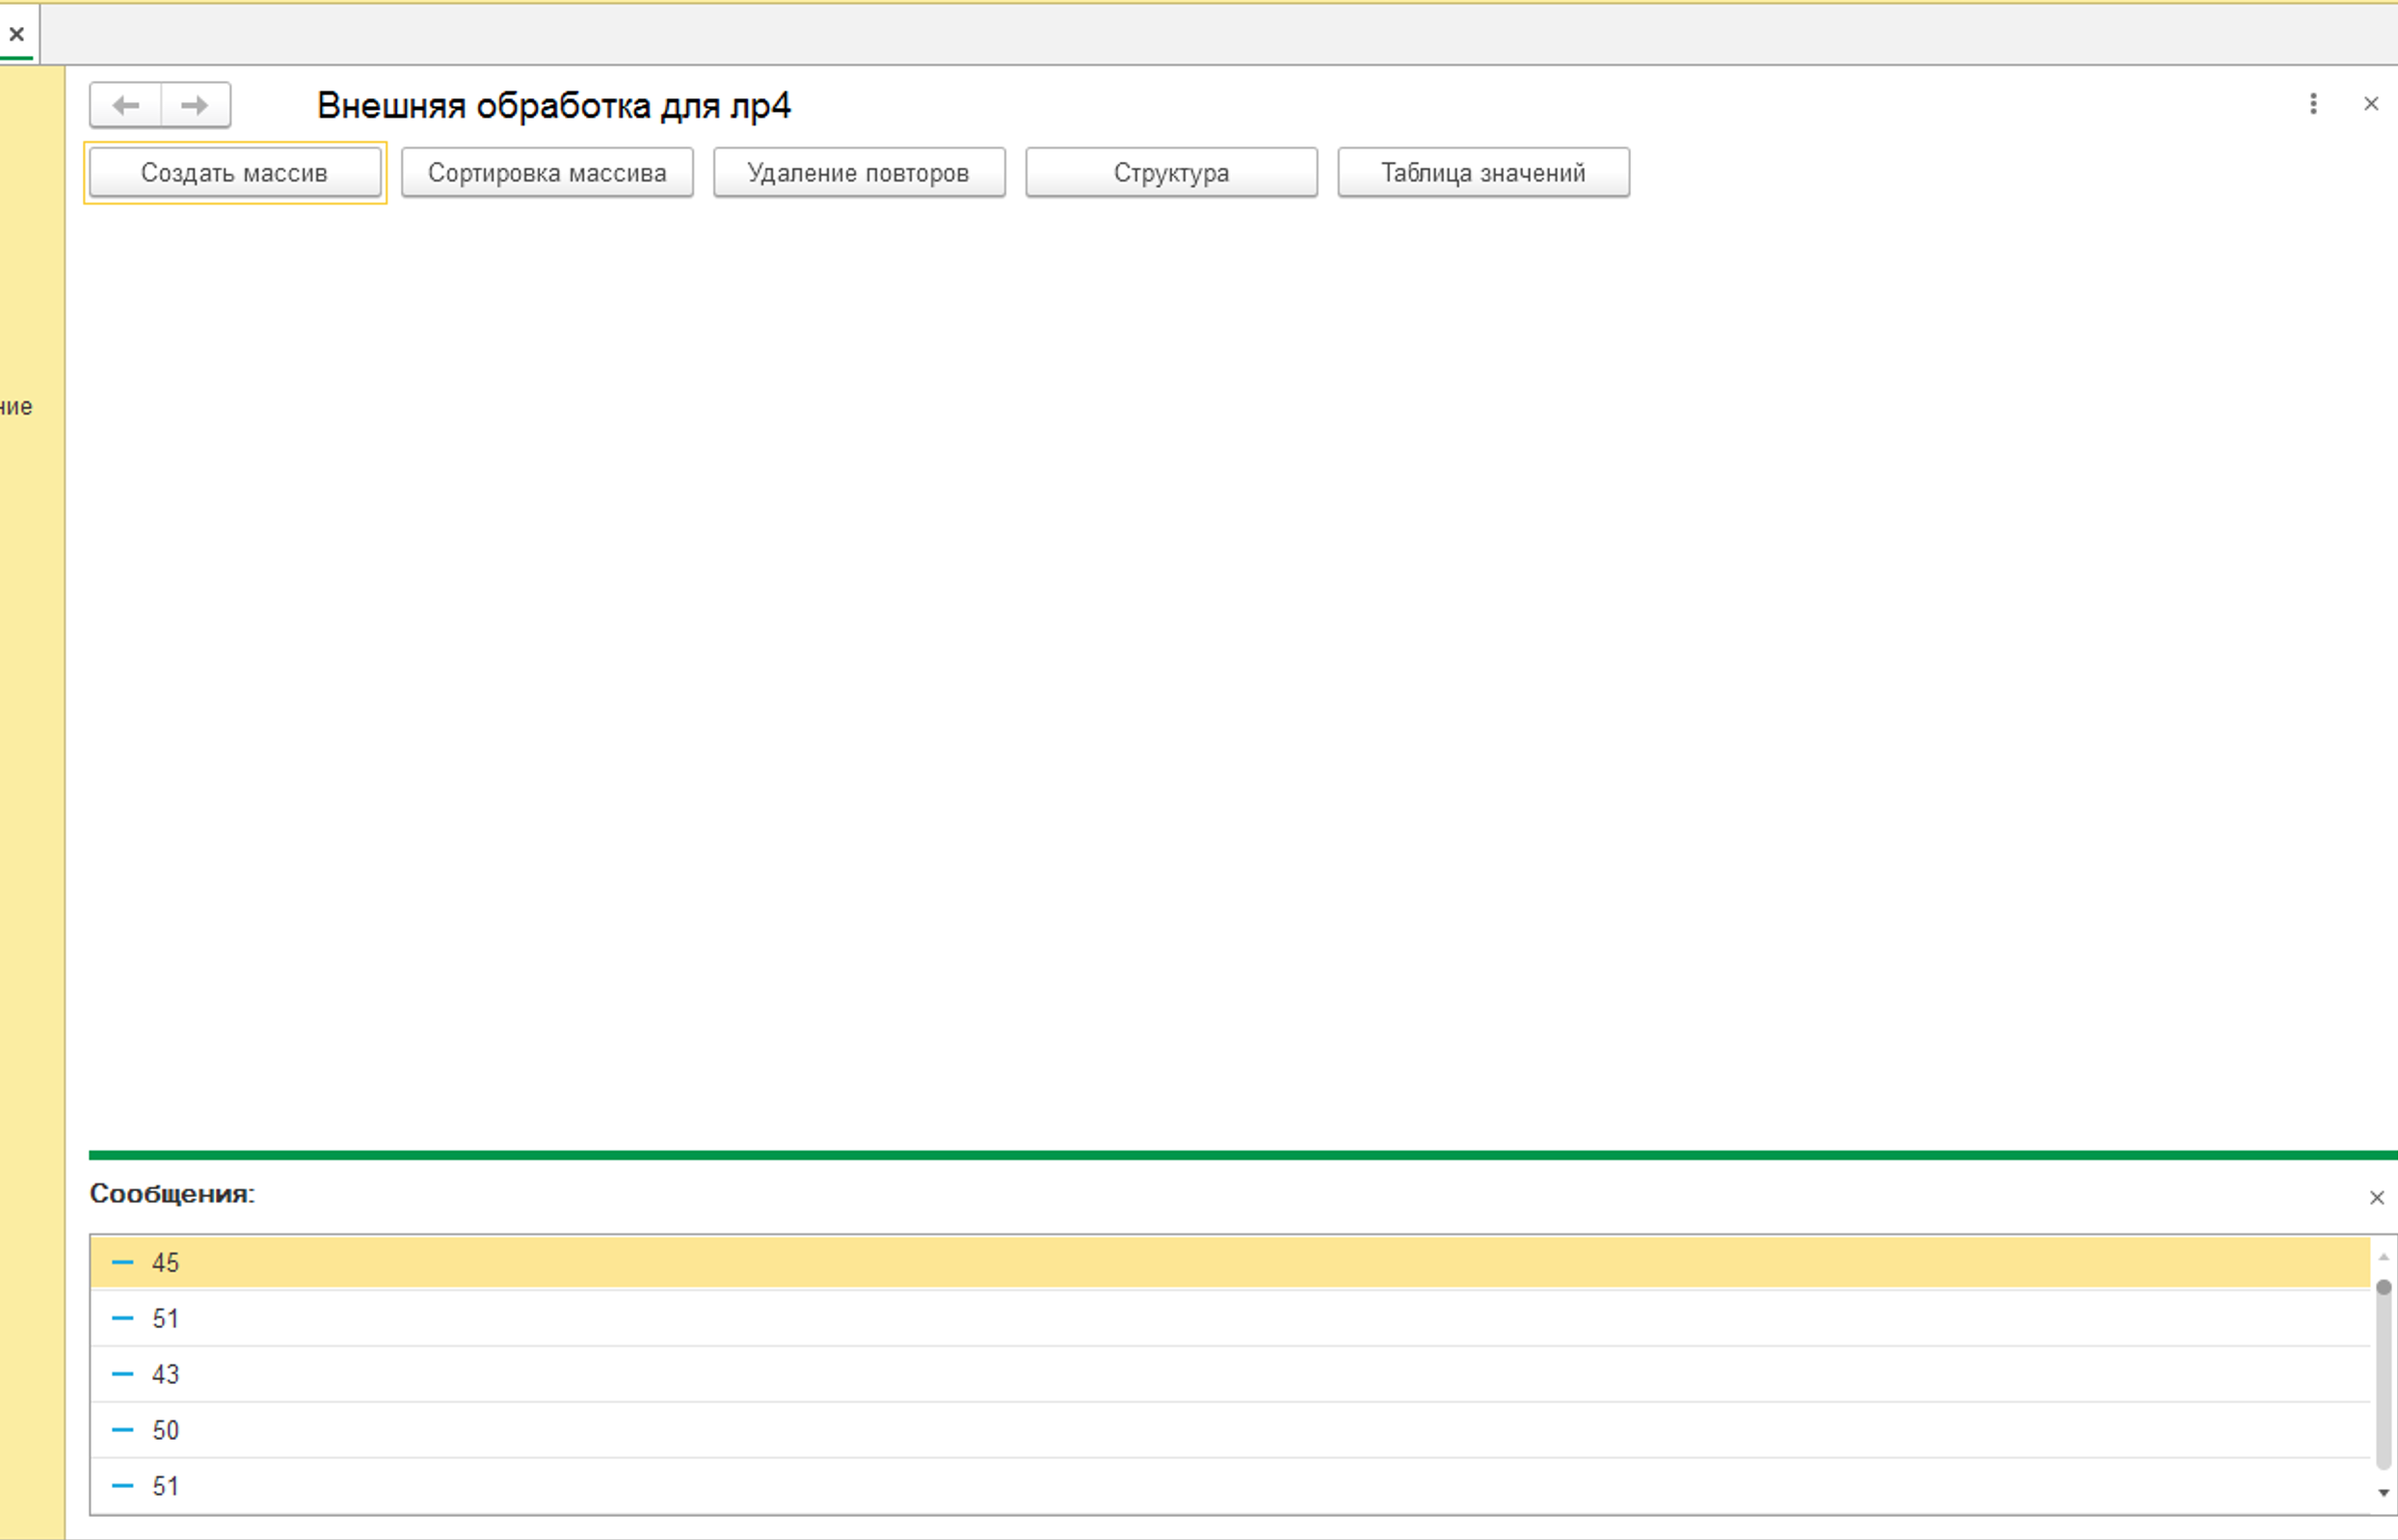 Внешняя обработка для лр4
Создать массив Сортировка массива Удаление повторов Структура Таблица значений
ние
Сообщения:
45
51
43
50
51